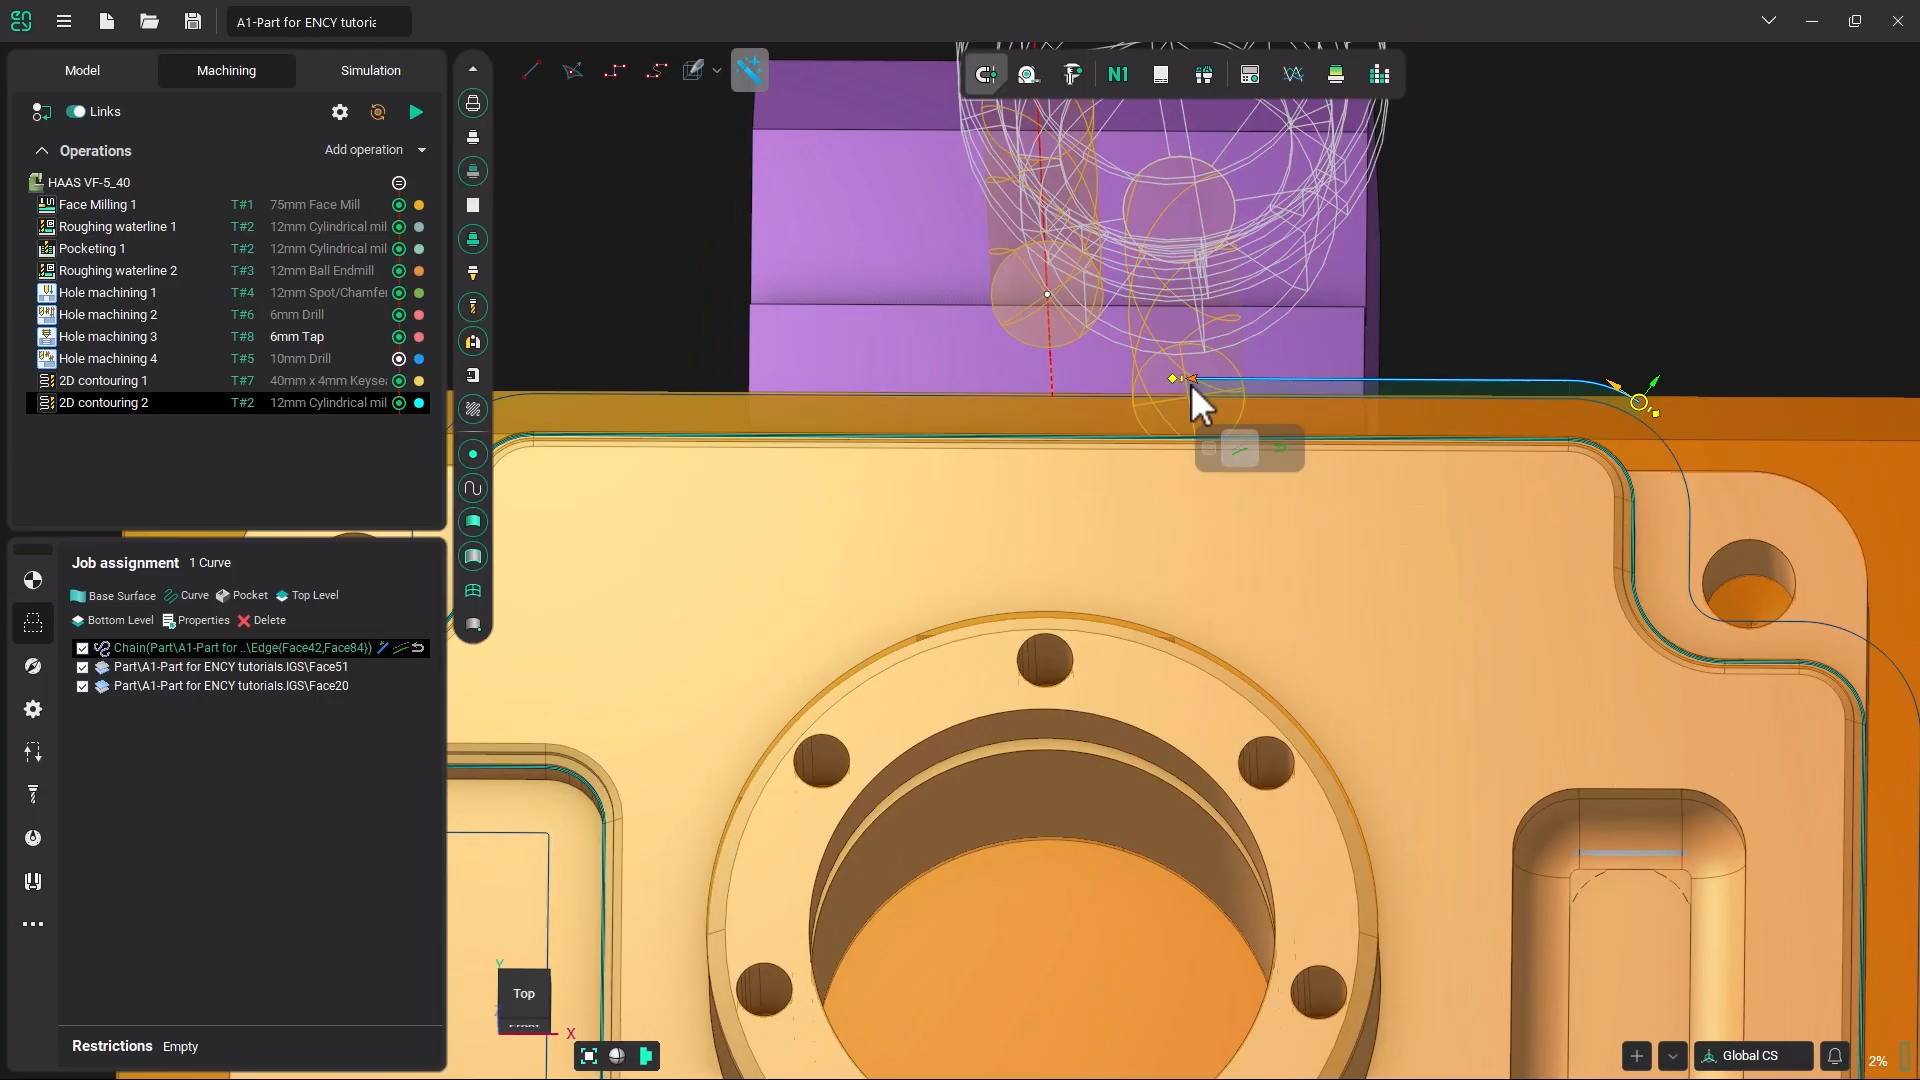 A1-Part for ENCY tutoria
Model
Machining
Simulation
N1
Links
Operations
Add operation
HAAS VF-5_40
Face Milling 1 T#1 75mm Face Mill
Roughing waterline 1 T#2 12mm Cylindrical mil
Pocketing 1 T#2 12mm Cylindrical mil
Roughing waterline 2 T#3 12mm Ball Endmill
Hole machining 1 T#4 12mm Spot/Chamfe
Hole machining 2 T#6 6mm Drill
Hole machining 3 T#8 6mm Tap
Hole machining 4 T#5 10mm Drill
2D contouring 1 T#7 40mm x 4mm Keyse
2D contouring 2 T#2 12mm Cylindrical mil
Job assignment 1 Curve
Base Surface Curve Pocket Top Level
Bottom Level Properties Delete
Chain(Part\A1-Part for ..\Edge(Face42,Face84))
Part\A1-Part for ENCY tutorials.IGS\Face51
Part\A1-Part for ENCY tutorials.IGS\Face20
Y
Top
X
Restrictions Empty
Global CS
2%